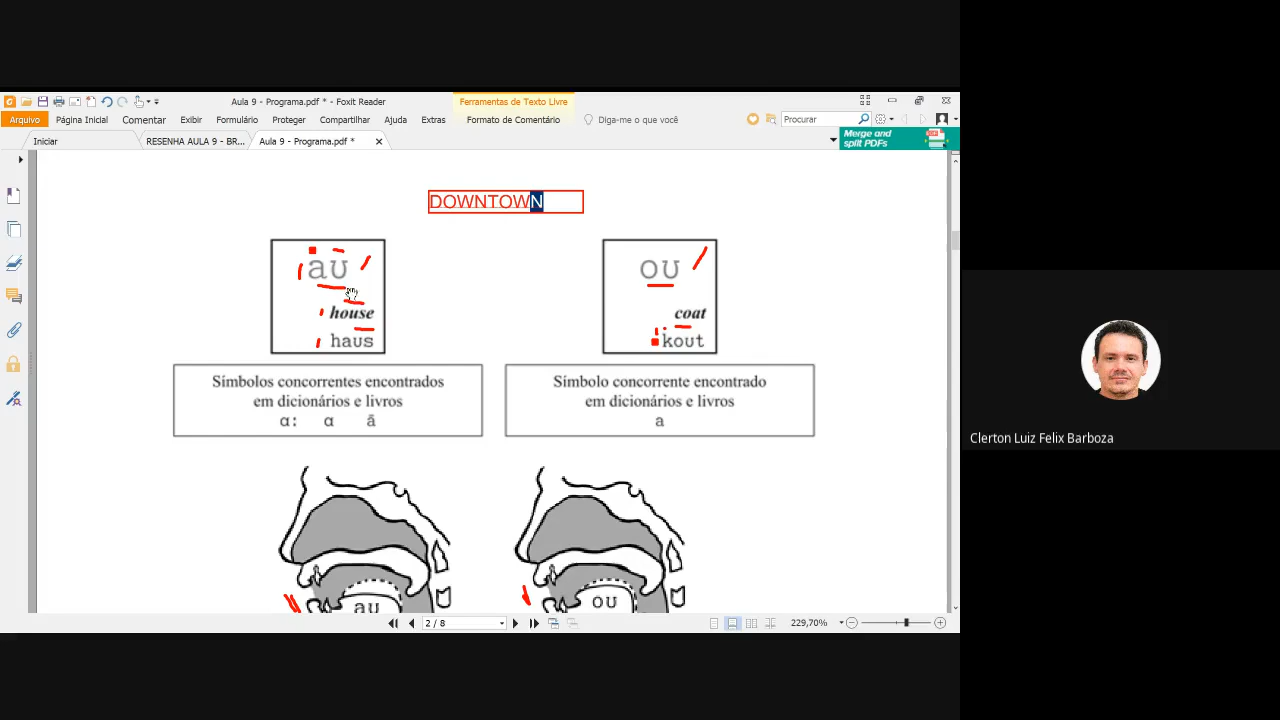 Aula 9 - Programa.pdf * - Foxit Reader
Ferramentas de Texto Livre
Arquivo
Página Inicial
Comentar
Exibir
Formulário
Proteger
Compartilhar
Extras
Ajuda
Formato de Comentário
Diga-me o que você
Procurar
Iniciar
RESENHA AULA 9 - BR...
Aula 9 - Programa.pdf *
Merge and
split PDFs
DOWNTOWN
aʊ
house
haʊs
oʊ
coat
koʊt
Símbolos concorrentes encontrados
em dicionários e livros
ɑ: ɑ ā
Símbolo concorrente encontrado
em dicionários e livros
a
aʊ
oʊ
2 / 8
229,70%
Clerton Luiz Felix Barboza